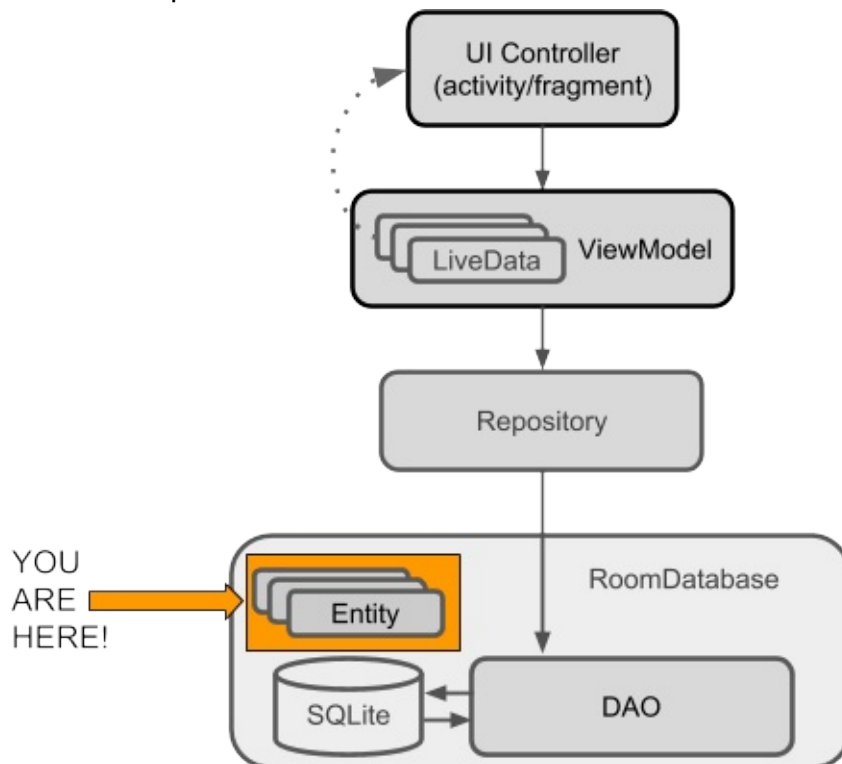 UI Controller
(activity/fragment)
LiveData
ViewModel
Repository
YOU
ARE
HERE!
Entity
RoomDatabase
SQLite
DAO